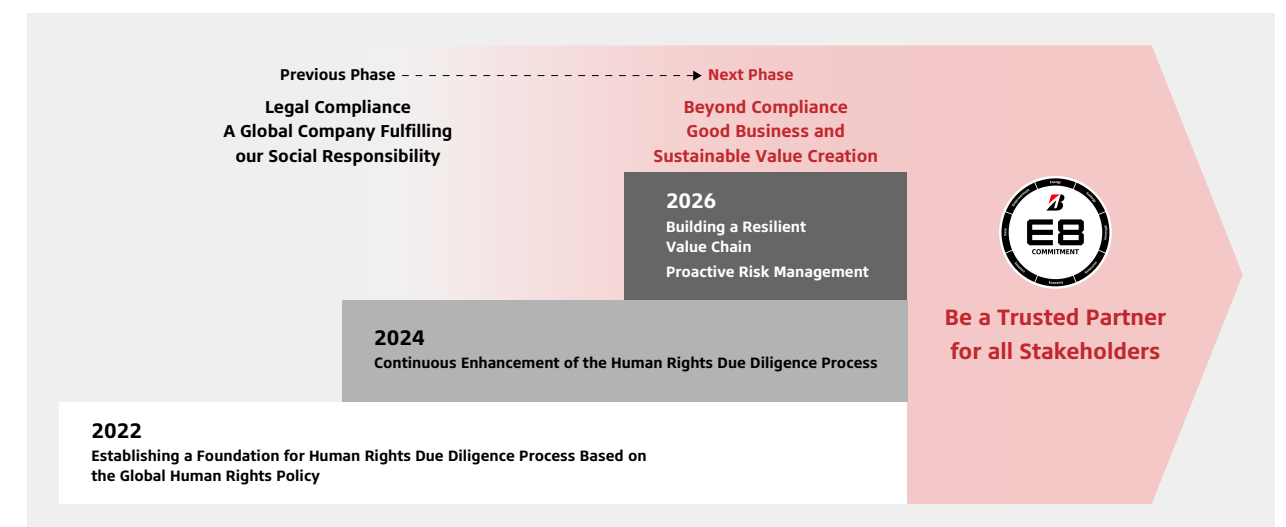 Previous Phase
Next Phase
Legal Compliance
A Global Company Fulfilling
our Social Responsibility
Beyond Compliance
Good Business and
Sustainable Value Creation
2026
Building a Resilient
Value Chain
Proactive Risk Management
2024
Continuous Enhancement of the Human Rights Due Diligence Process
2022
Establishing a Foundation for Human Rights Due Diligence Process Based on
the Global Human Rights Policy
Energy
E8
COMMITMENT
Economy
Be a Trusted Partner
for all Stakeholders